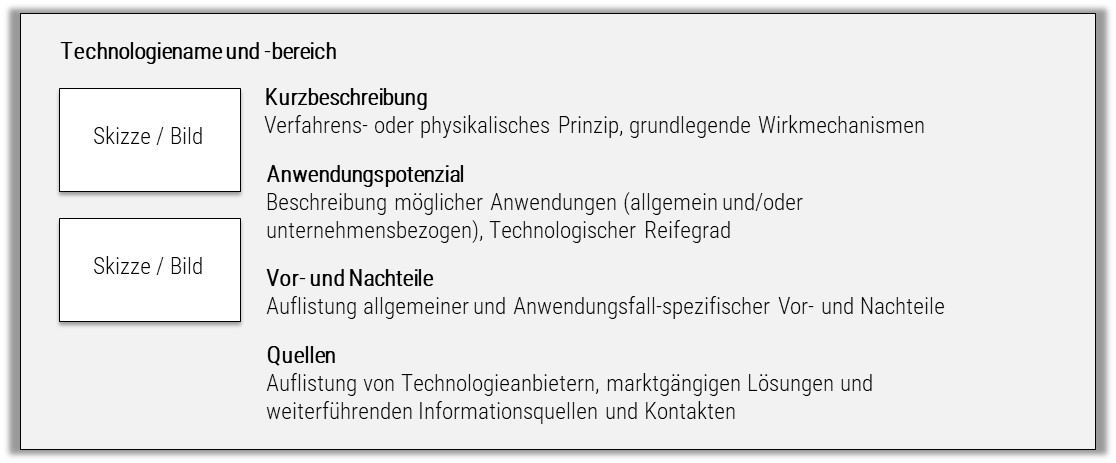 Technologiename und -bereich
Skizze / Bild
Skizze / Bild
Kurzbeschreibung
Verfahrens- oder physikalisches Prinzip, grundlegende Wirkmechanismen
Anwendungspotenzial
Beschreibung möglicher Anwendungen (allgemein und/oder
unternehmensbezogen), Technologischer Reifegrad
Vor- und Nachteile
Auflistung allgemeiner und Anwendungsfall-spezifischer Vor- und Nachteile
Quellen
Auflistung von Technologieanbietern, marktgängigen Lösungen und
weiterführenden Informationsquellen und Kontakten